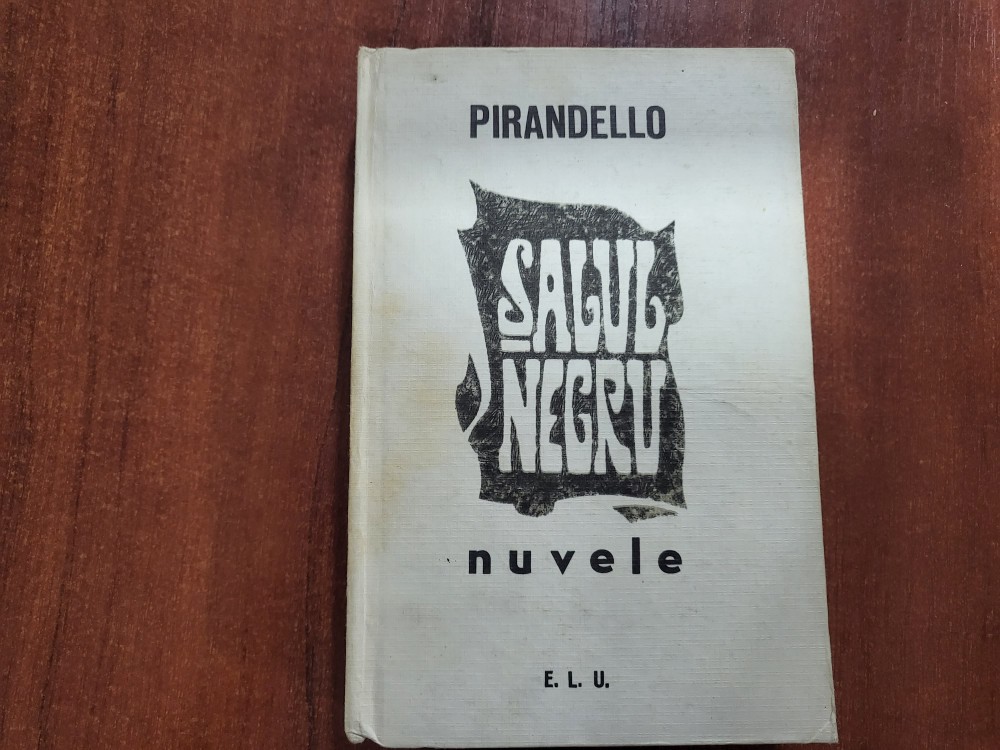 PIRANDELLO
ȘALUL
NEGRU
nuvele
E. L. U.